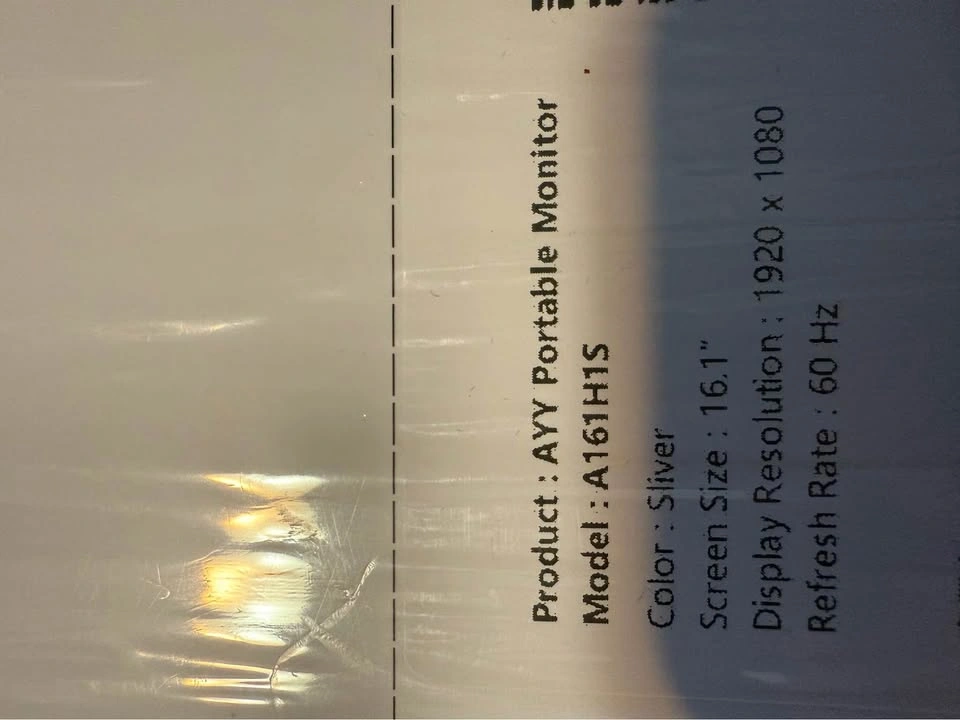 Product : AYY Portable Monitor
Model : A161H1S
Color : Sliver
Screen Size : 16.1"
Display Resolution : 1920 x 1080
Refresh Rate : 60 Hz